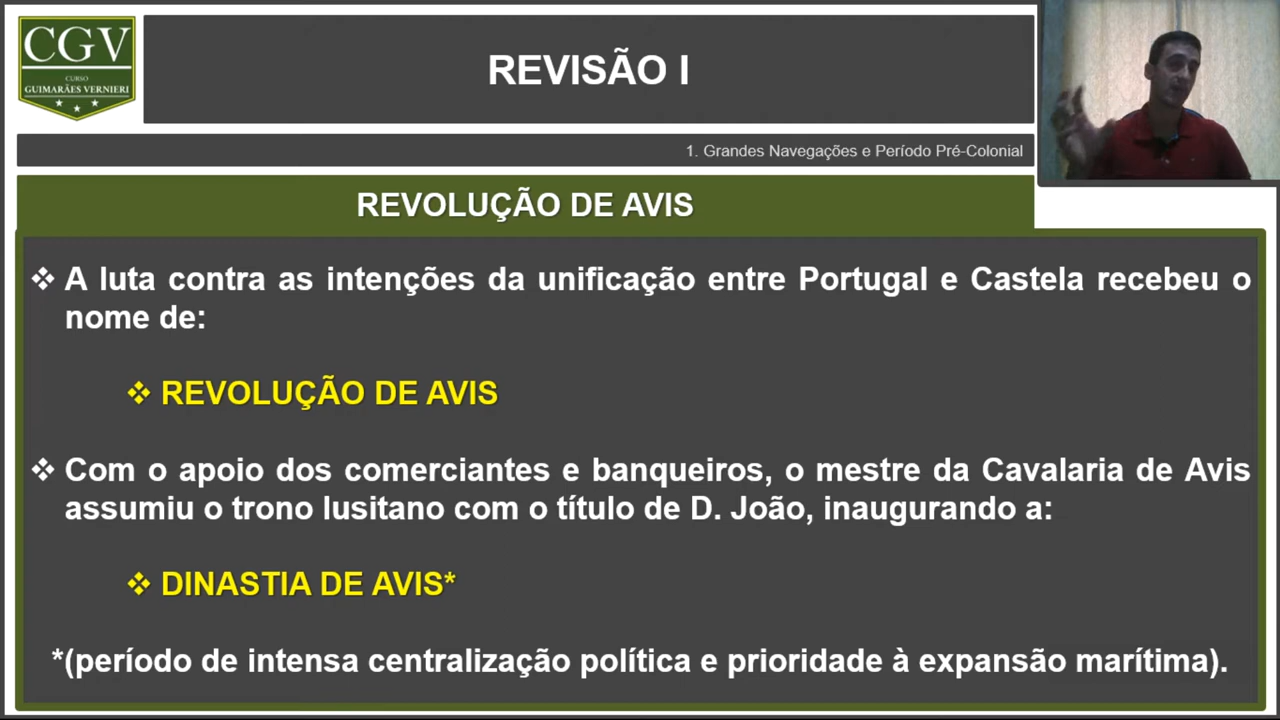 CGV
CURSO
GUIMARÃES VERNIERI
REVISÃO I
1. Grandes Navegações e Período Pré-Colonial
REVOLUÇÃO DE AVIS
❖ A luta contra as intenções da unificação entre Portugal e Castela recebeu o
nome de:
❖ REVOLUÇÃO DE AVIS
❖ Com o apoio dos comerciantes e banqueiros, o mestre da Cavalaria de Avis
assumiu o trono lusitano com o título de D. João, inaugurando a:
❖ DINASTIA DE AVIS*
*(período de intensa centralização política e prioridade à expansão marítima).